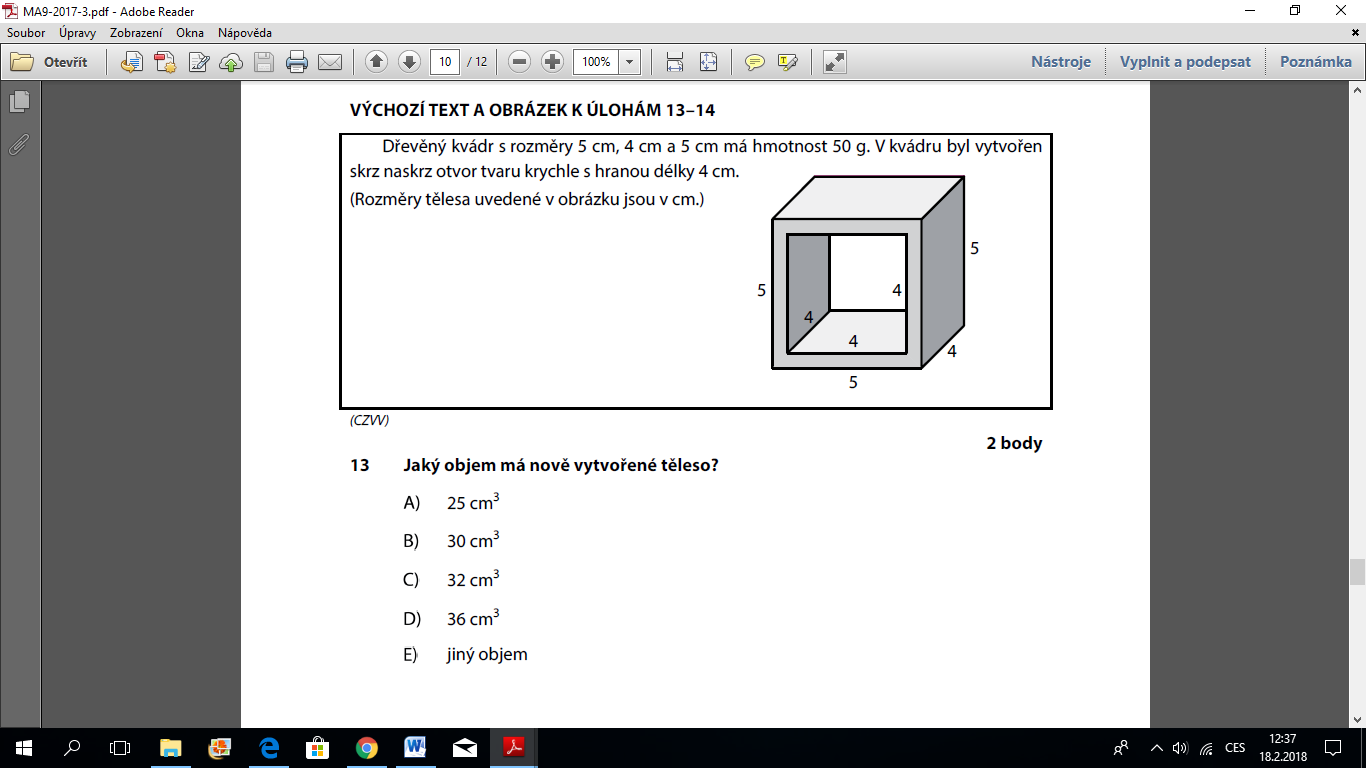 MA9-2017-3.pdf - Adobe Reader
Soubor Úpravy Zobrazení Okna Nápověda
Otevřít 10 / 12 100% Nástroje Vyplnit a podepsat Poznámka
VÝCHOZÍ TEXT A OBRÁZEK K ÚLOHÁM 13–14
Dřevěný kvádr s rozměry 5 cm, 4 cm a 5 cm má hmotnost 50 g. V kvádru byl vytvořen
skrz naskrz otvor tvaru krychle s hranou délky 4 cm.
(Rozměry tělesa uvedené v obrázku jsou v cm.)
5
5
4
4
4
4
5
(CZVV)
2 body
13 Jaký objem má nově vytvořené těleso?
A) 25 cm³
B) 30 cm³
C) 32 cm³
D) 36 cm³
E) jiný objem
CES
12:37
18.2.2018